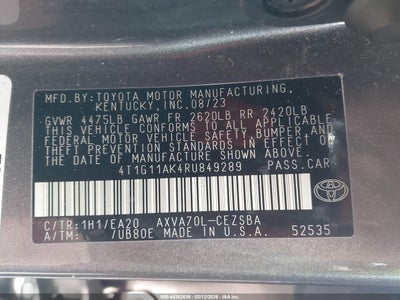 MFD.BY:TOYOTA MOTOR MANUFACTURING,
KENTUCKY,INC.08/23
GVWR 4475LB GAWR FR 2620LB RR 2420LB
THIS VEHICLE CONFORMS TO ALL APPLICABLE
FEDERAL MOTOR VEHICLE SAFETY, BUMPER, AND
THEFT PREVENTION STANDARDS IN EFFECT ON
THE DATE OF MANUFACTURE SHOWN ABOVE.
4T1G11AK4RU849289 PASS.CAR
C/TR:1H1/EA20 AXVA70L-CEZSBA
A/TM: /UB80E MADE IN U.S.A. 52535
TOYOTA